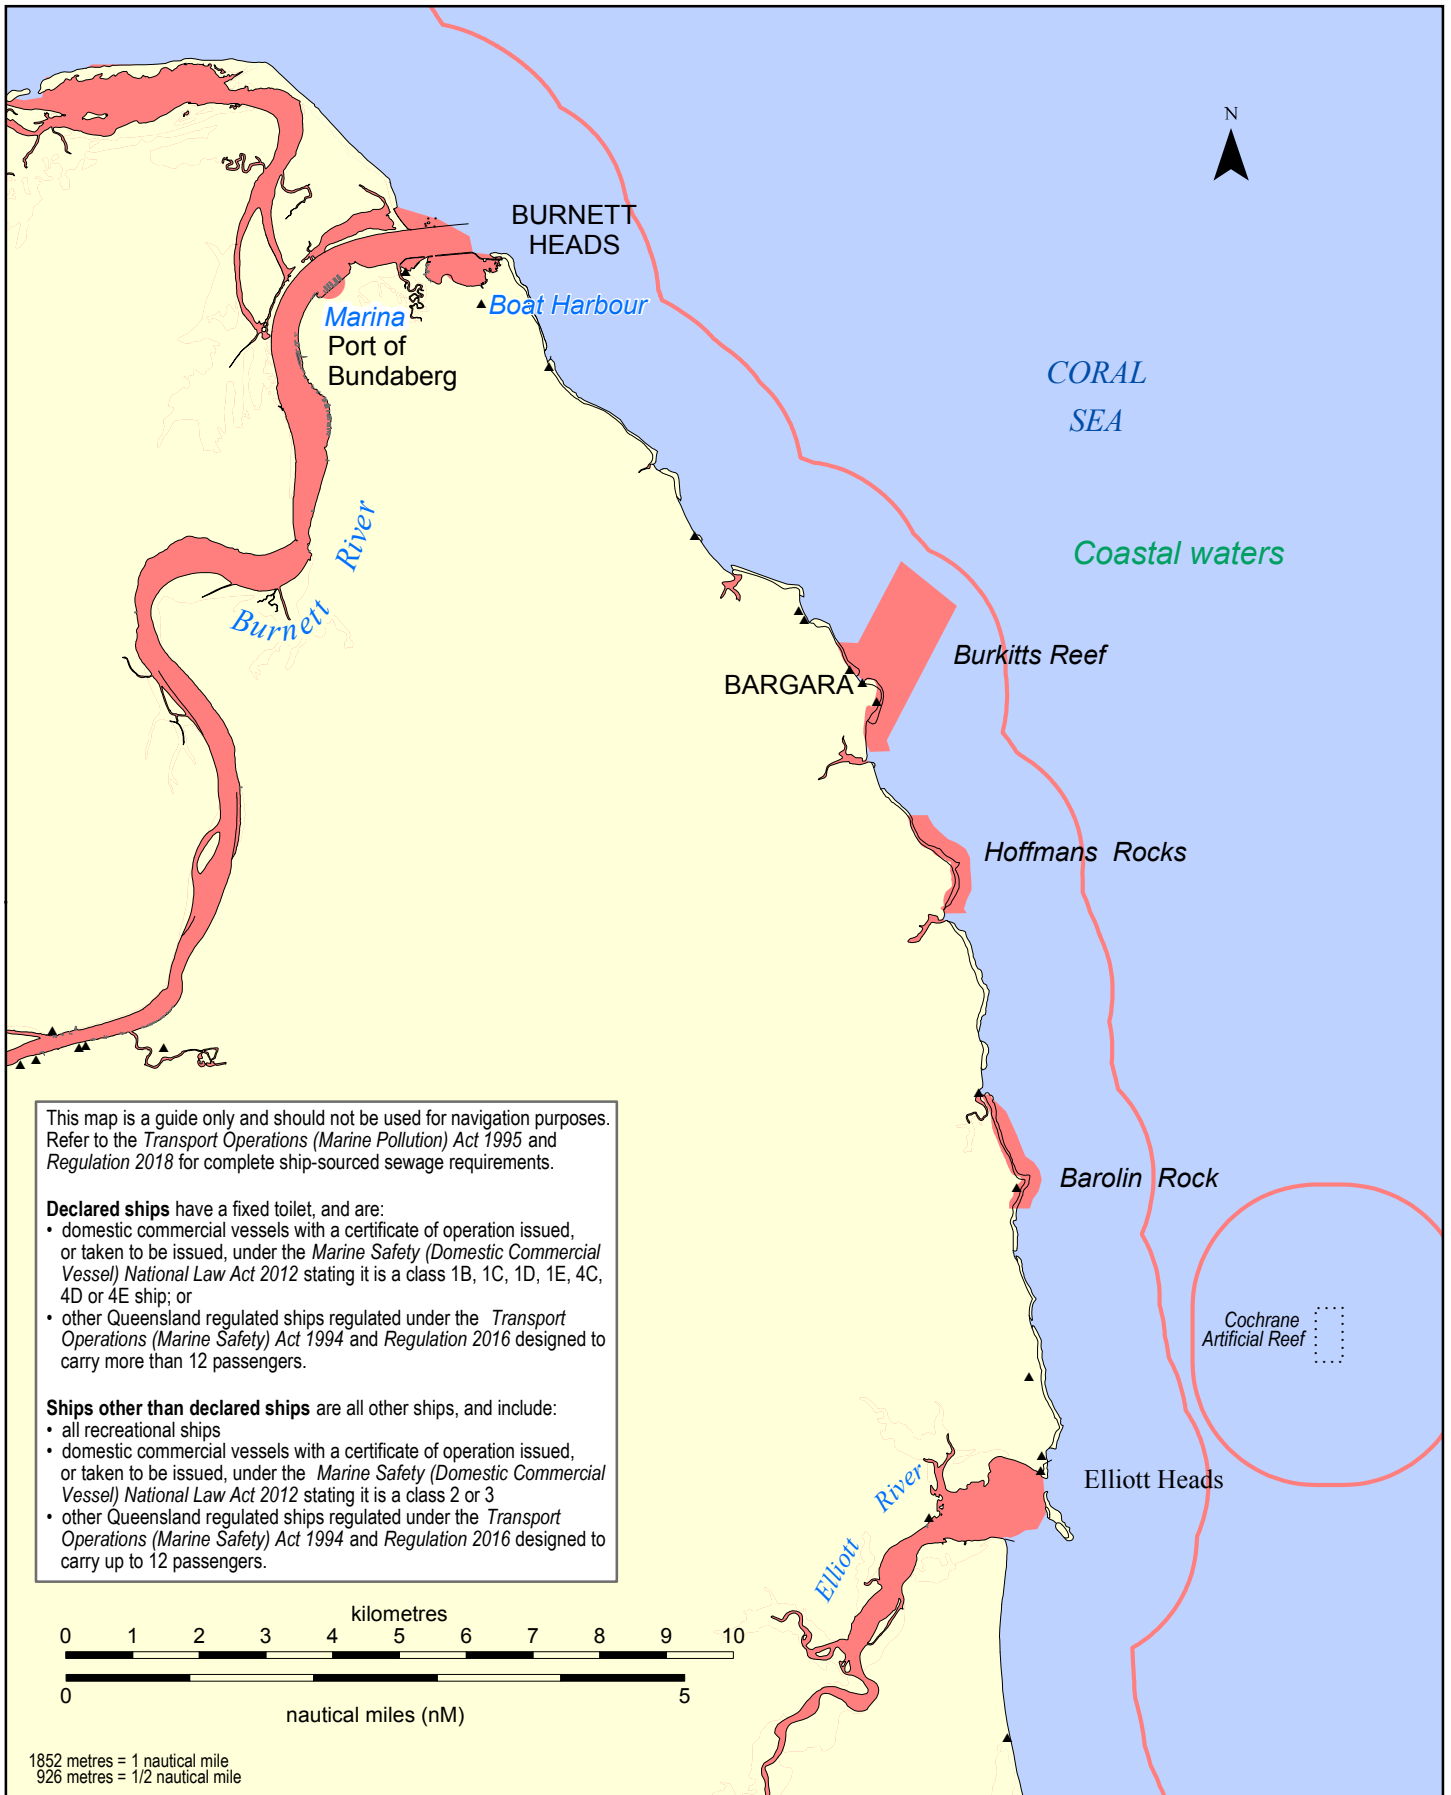 N
BURNETT
HEADS
Boat Harbour
Marina
Port of
Bundaberg
CORAL
SEA
Coastal waters
Burnett River
Burkitts Reef
BARGARA
Hoffmans Rocks
Barolin Rock
Cochrane
Artificial Reef
Elliott Heads
Elliott River
This map is a guide only and should not be used for navigation purposes.
Refer to the Transport Operations (Marine Pollution) Act 1995 and
Regulation 2018 for complete ship-sourced sewage requirements.
Declared ships have a fixed toilet, and are:
• domestic commercial vessels with a certificate of operation issued,
or taken to be issued, under the Marine Safety (Domestic Commercial
Vessel) National Law Act 2012 stating it is a class 1B, 1C, 1D, 1E, 4C,
4D or 4E ship; or
• other Queensland regulated ships regulated under the Transport
Operations (Marine Safety) Act 1994 and Regulation 2016 designed to
carry more than 12 passengers.
Ships other than declared ships are all other ships, and include:
• all recreational ships
• domestic commercial vessels with a certificate of operation issued,
or taken to be issued, under the Marine Safety (Domestic Commercial
Vessel) National Law Act 2012 stating it is a class 2 or 3
• other Queensland regulated ships regulated under the Transport
Operations (Marine Safety) Act 1994 and Regulation 2016 designed to
carry up to 12 passengers.
kilometres
0 1 2 3 4 5 6 7 8 9 10
0 5
nautical miles (nM)
1852 metres = 1 nautical mile
926 metres = 1/2 nautical mile